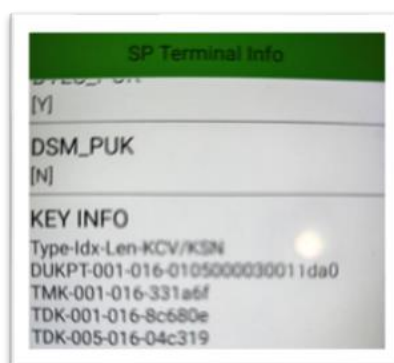 SP Terminal Info
[Y]
DSM_PUK
[N]
KEY INFO
Type-Idx-Len-KCV/KSN
DUKPT-001-016-0105000030011da0
TMK-001-016-331a6f
TDK-001-016-8c680e
TDK-005-016-04c319